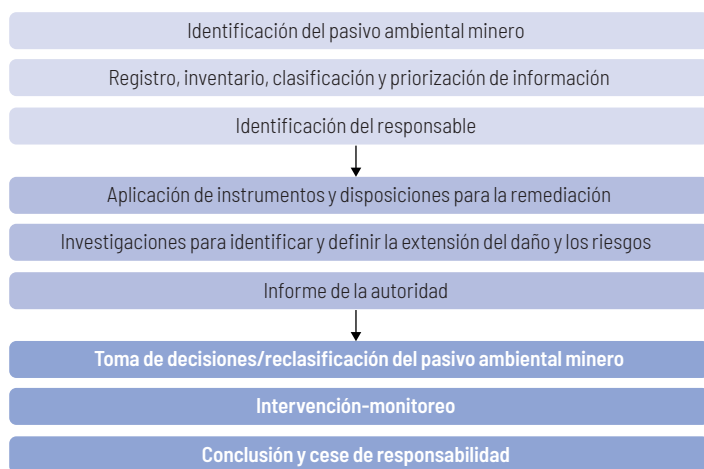 Identificación del pasivo ambiental minero
Registro, inventario, clasificación y priorización de información
Identificación del responsable
Aplicación de instrumentos y disposiciones para la remediación
Investigaciones para identificar y definir la extensión del daño y los riesgos
Informe de la autoridad
Toma de decisiones/reclasificación del pasivo ambiental minero
Intervención-monitoreo
Conclusión y cese de responsabilidad